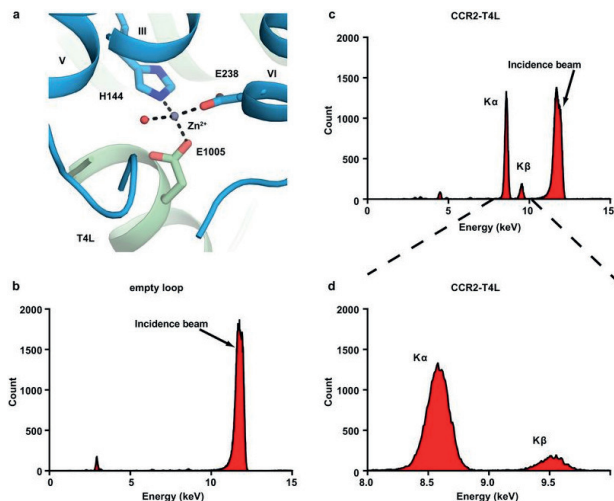 a
III
V
E238
VI
H144
Zn²⁺
E1005
T4L
c
CCR2-T4L
2000
1500
1000
500
0
Count
Incidence beam
Kα
Kβ
0 5 10 15
Energy (keV)
b
empty loop
2000
1500
1000
500
0
Count
Incidence beam
0 5 10 15
Energy (keV)
d
CCR2-T4L
2000
1500
1000
500
0
Count
Kα
Kβ
8.0 8.5 9.0 9.5
Energy (keV)